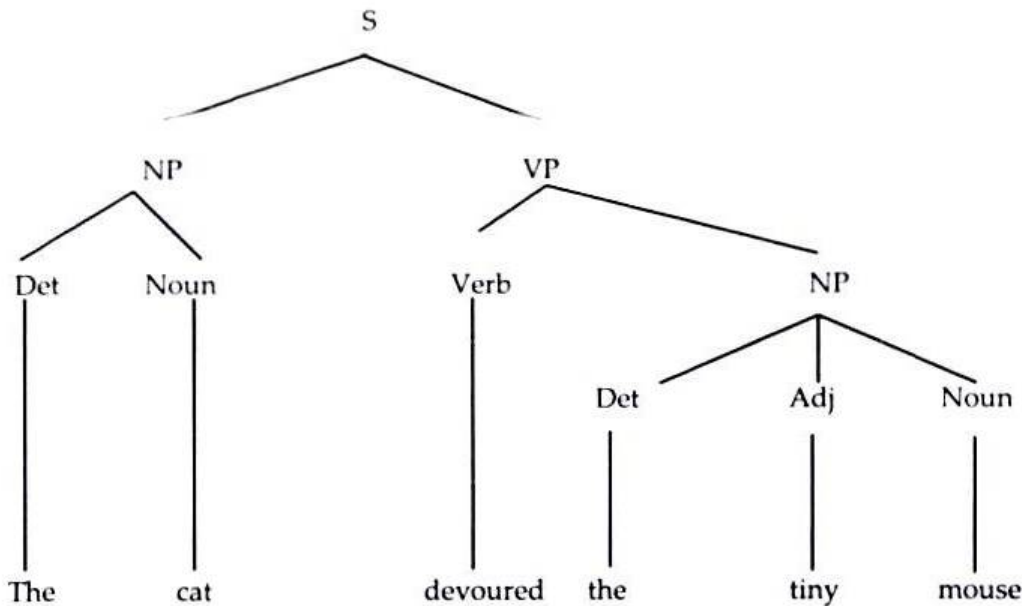 S
NP VP
Det Noun Verb NP
Det Adj Noun
The cat devoured the tiny mouse